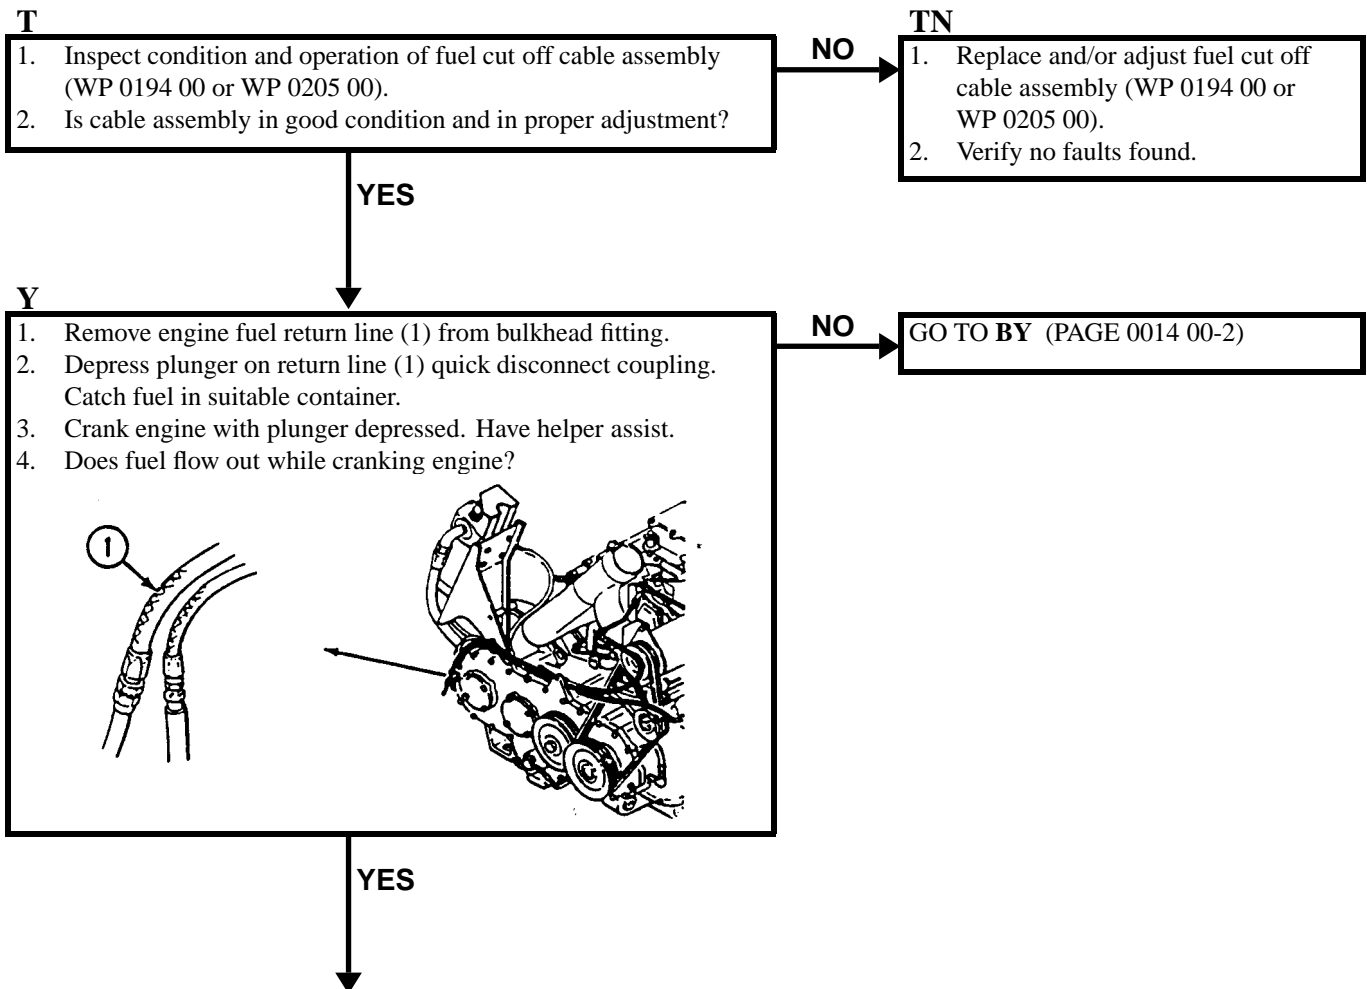 T
1. Inspect condition and operation of fuel cut off cable assembly
(WP 0194 00 or WP 0205 00).
2. Is cable assembly in good condition and in proper adjustment?
NO
TN
1. Replace and/or adjust fuel cut off
cable assembly (WP 0194 00 or
WP 0205 00).
2. Verify no faults found.
YES
Y
1. Remove engine fuel return line (1) from bulkhead fitting.
2. Depress plunger on return line (1) quick disconnect coupling.
Catch fuel in suitable container.
3. Crank engine with plunger depressed. Have helper assist.
4. Does fuel flow out while cranking engine?
1
NO
GO TO BY (PAGE 0014 00-2)
YES